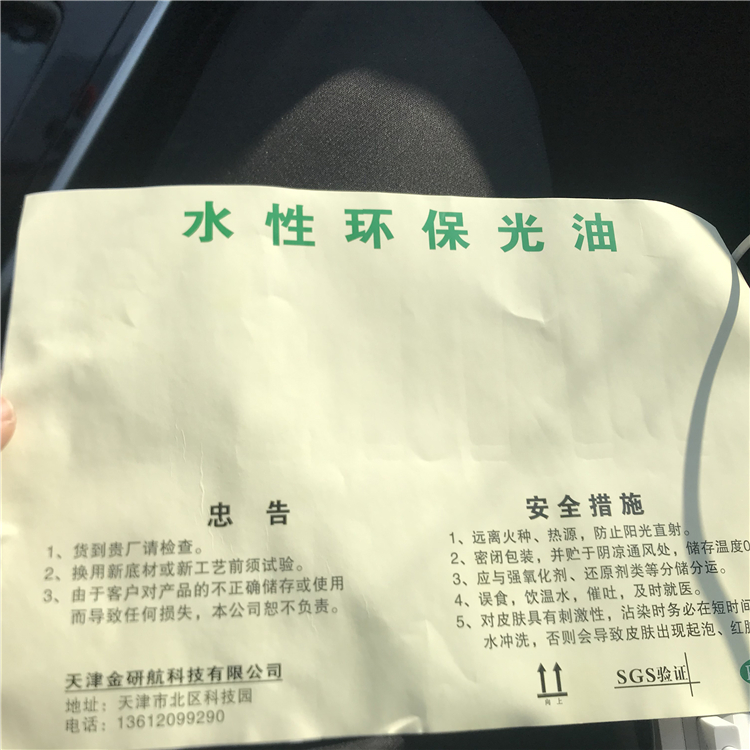 水性环保光油
忠告
1、货到贵厂请检查。
2、换用新底材或新工艺前须试验。
3、由于客户对产品的不正确储存或使用
而导致任何损失，本公司恕不负责。
天津金研航科技有限公司
地址：天津市北区科技园
电话：13612099290
安全措施
1、远离火种、热源，防止阳光直射。
2、密闭包装，并贮于阴凉通风处，储存温度0
3、应与强氧化剂、还原剂类等分储分运。
4、误食，饮温水，催吐，及时就医。
5、对皮肤具有刺激性，沾染时务必在短时间
水冲洗，否则会导致皮肤出现起泡、红
向上
SGS验证